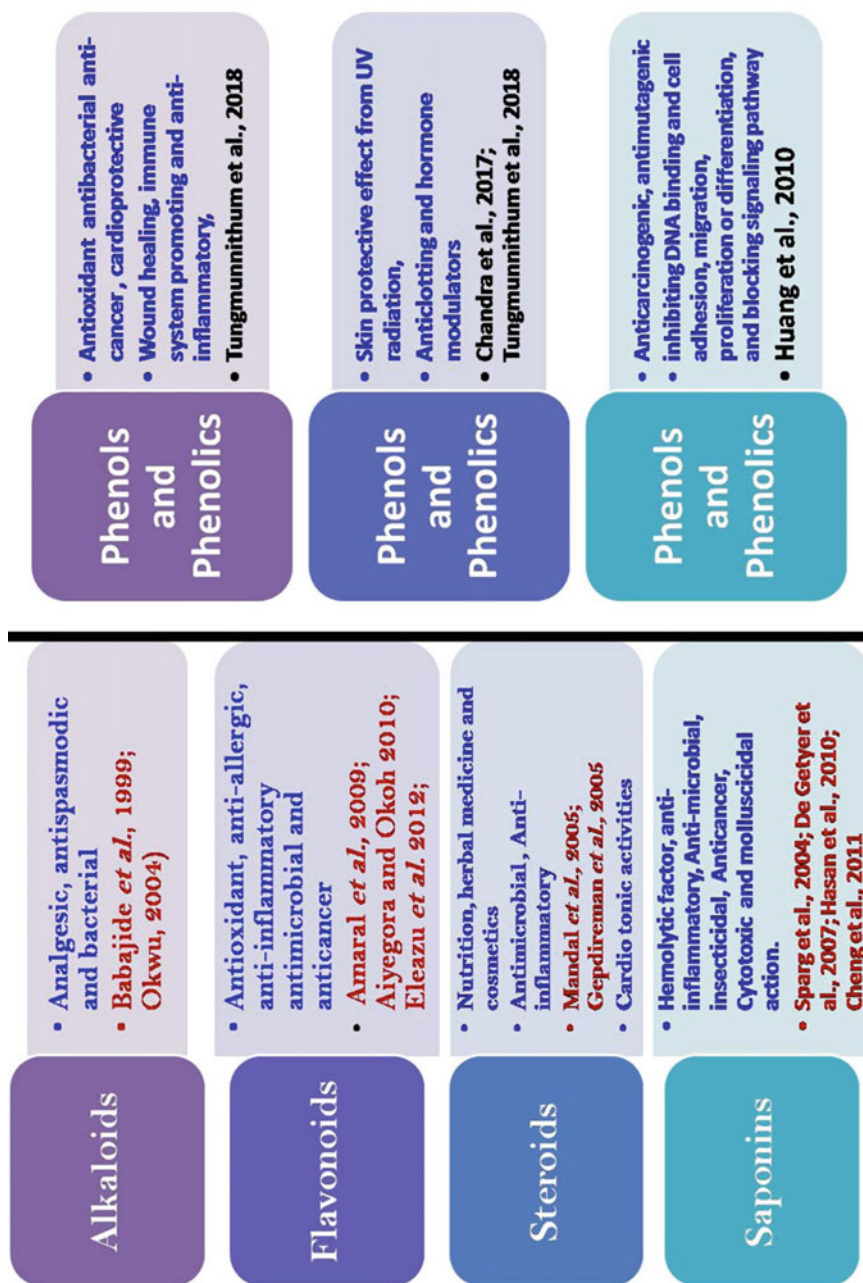 Alkaloids
• Analgesic, antispasmodic
and bacterial
• Babajide et al., 1999;
Okwu, 2004)
Flavonoids
• Antioxidant, anti-allergic,
anti-inflammatory
antimicrobial and
anticancer
• Amaral et al., 2009;
Aiyegora and Okoh 2010;
Eleazu et al. 2012;
Steroids
• Nutrition, herbal medicine and
cosmetics
• Antimicrobial , Anti-
inflammatory
• Mandal et al., 2005;
Gepdireman et al., 2005
• Cardio tonic activities
Saponins
• Hemolytic factor, anti-
inflammatory, Anti-microbial,
insecticidal, Anticancer,
Cytotoxic and molluscicidal
action.
• Sparg et al., 2004; De Getyer et
al., 2007; Hasan et al., 2010;
Cheng et al., 2011
Phenols
and
Phenolics
• Antioxidant antibacterial anti-
cancer , cardioprotective
• Wound healing, immune
system promoting and anti-
inflammatory,
• Tungmunnithum et al., 2018
Phenols
and
Phenolics
• Skin protective effect from UV
radiation,
• Anticlotting and hormone
modulators
• Chandra et al., 2017;
Tungmunnithum et al., 2018
Phenols
and
Phenolics
• Anticarcinogenic, antimutagenic
• inhibiting DNA binding and cell
adhesion, migration,
proliferation or differentiation,
and blocking signaling pathway
• Huang et al., 2010